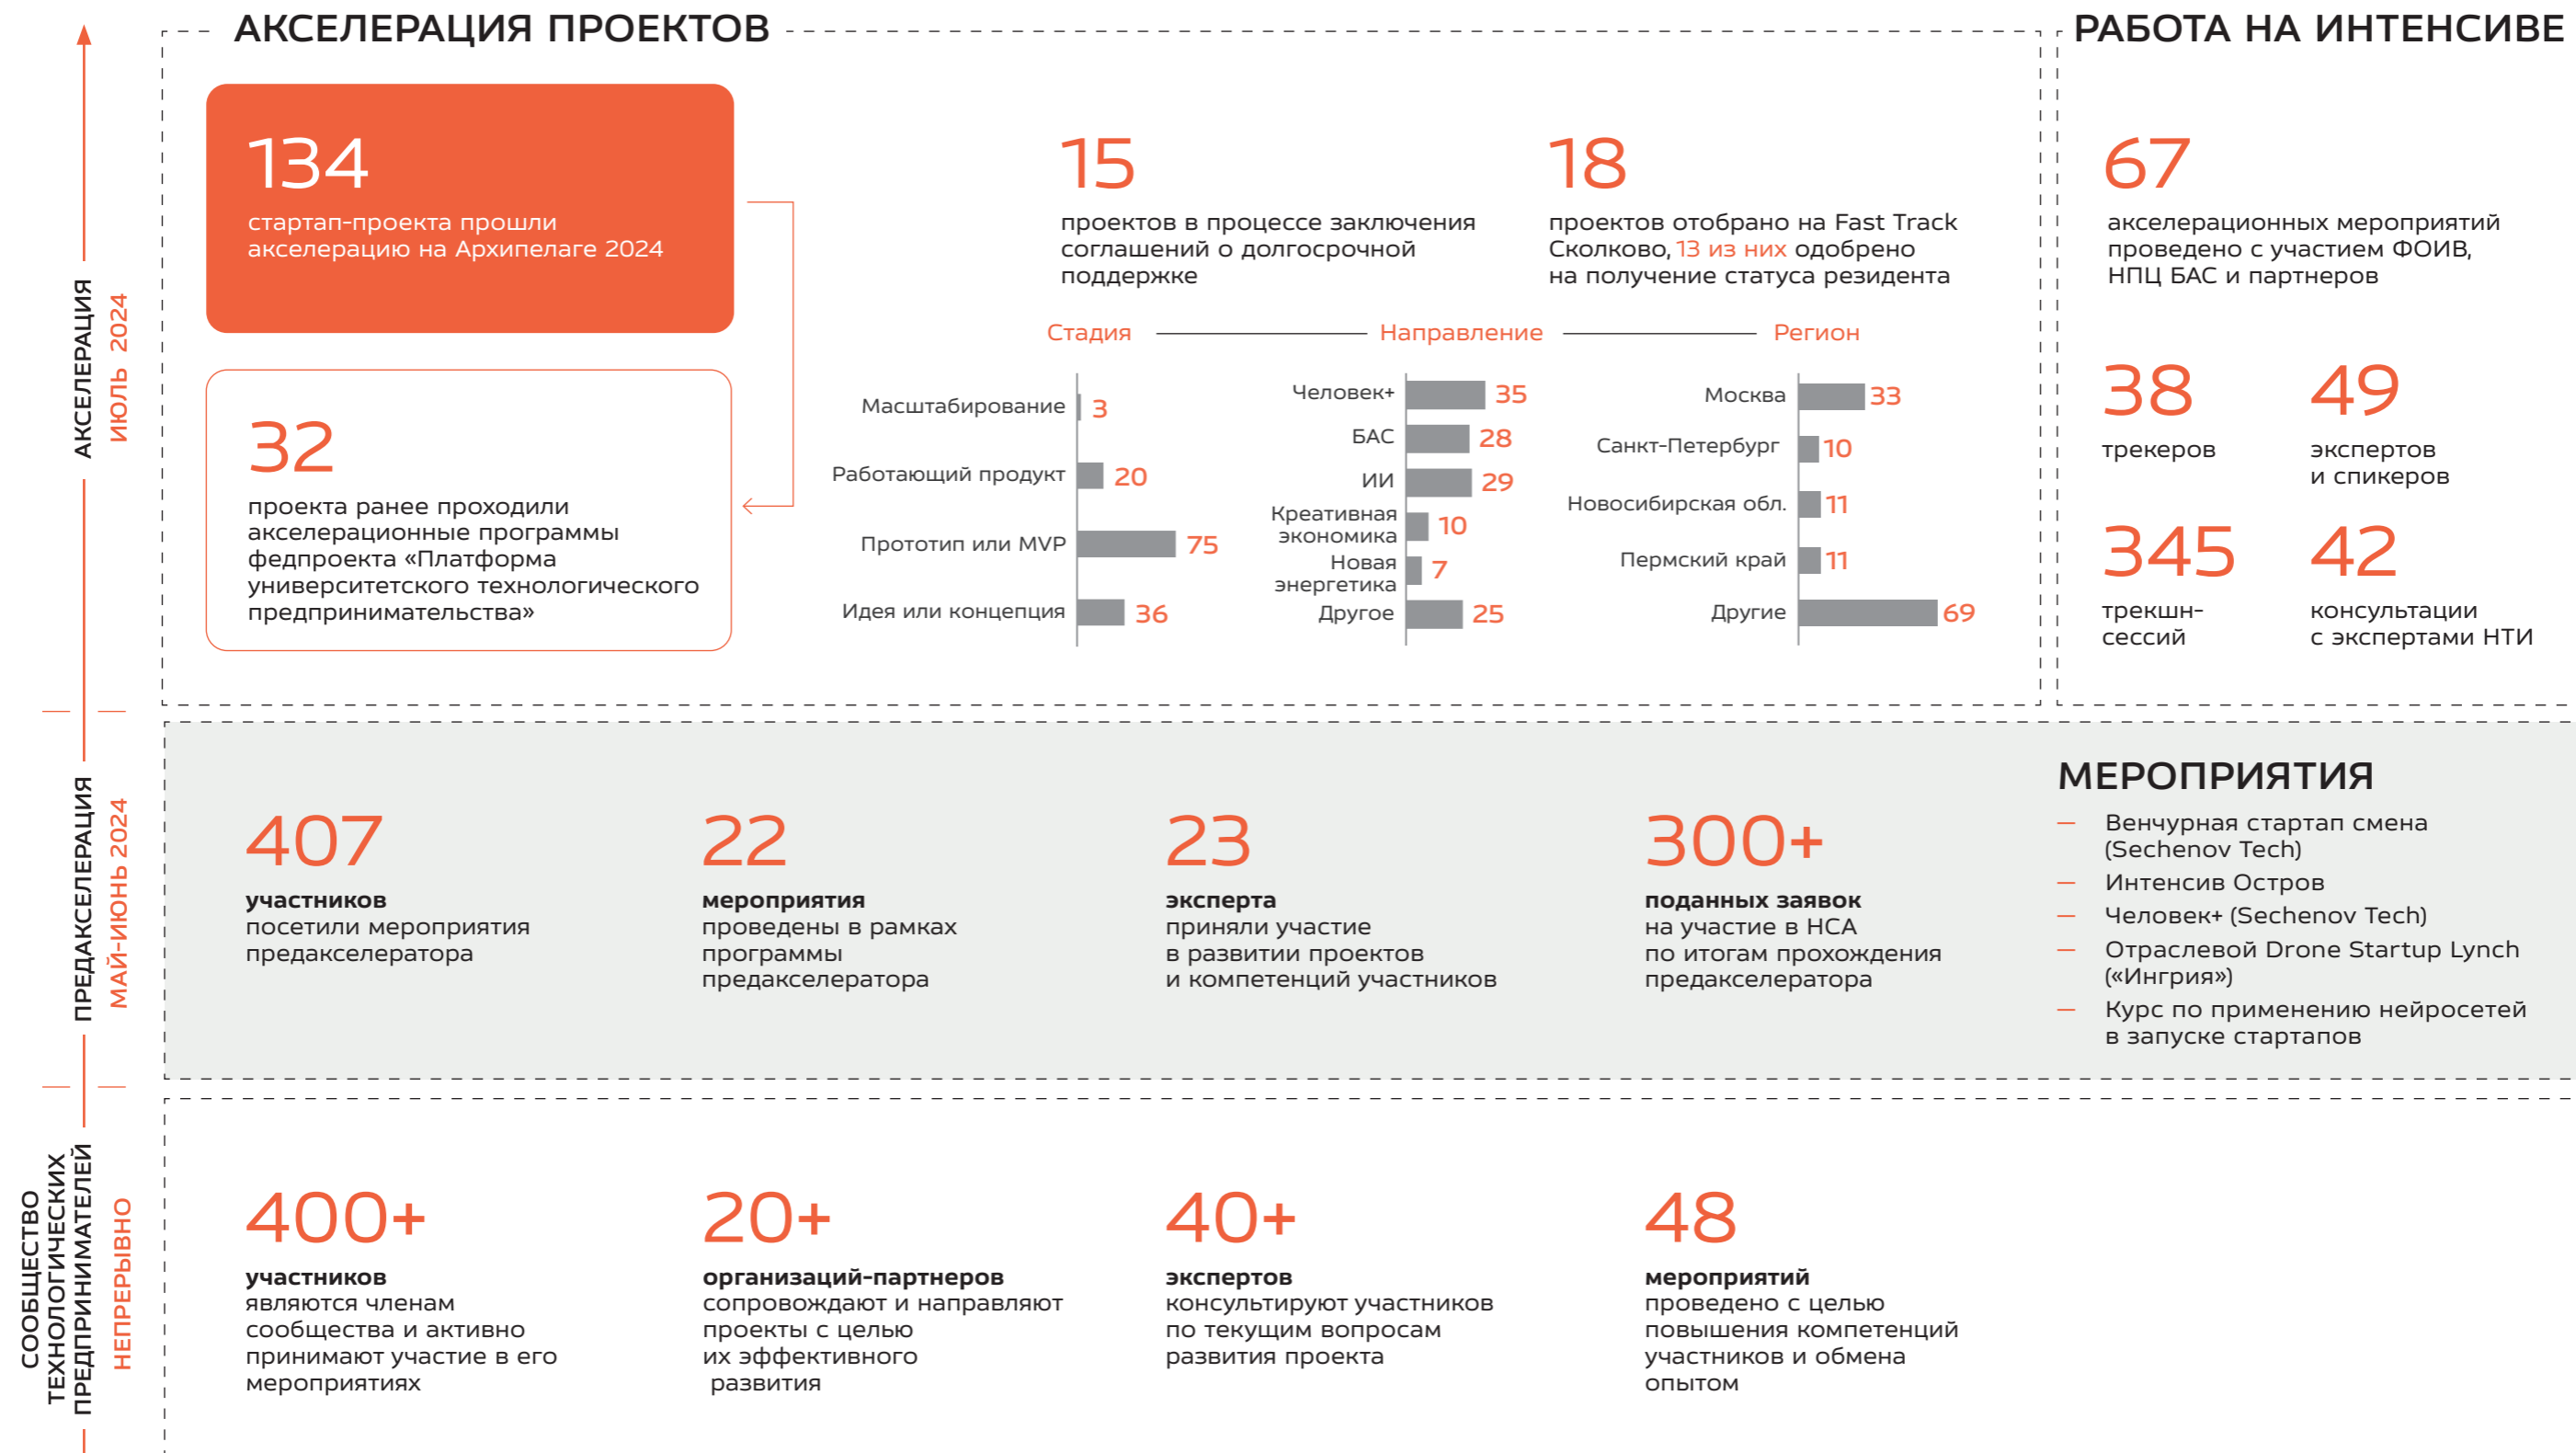 АКСЕЛЕРАЦИЯ ПРОЕКТОВ
134
стартап-проекта прошли
акселерацию на Архипелаге 2024
32
проекта ранее проходили
акселерационные программы
федпроекта «Платформа
университетского технологического
предпринимательства»
15
проектов в процессе заключения
соглашений о долгосрочной
поддержке
18
проектов отобрано на Fast Track
Сколково, 13 из них одобрено
на получение статуса резидента
Стадия
Масштабирование 3
Работающий продукт 20
Прототип или MVP 75
Идея или концепция 36
Направление
Человек+ 35
БАС 28
ИИ 29
Креативная
экономика 10
Новая
энергетика 7
Другое 25
Регион
Москва 33
Санкт-Петербург 10
Новосибирская обл. 11
Пермский край 11
Другие 69
РАБОТА НА ИНТЕНСИВЕ
67
акселерационных мероприятий
проведено с участием ФОИВ,
НПЦ БАС и партнеров
38
трекеров
49
экспертов
и спикеров
345
трекшн-
сессий
42
консультации
с экспертами НТИ
АКСЕЛЕРАЦИЯ
ИЮЛЬ 2024
ПРЕДАКСЕЛЕРАЦИЯ
МАЙ-ИЮНЬ 2024
407
участников
посетили мероприятия
предакселератора
22
мероприятия
проведены в рамках
программы
предакселератора
23
эксперта
приняли участие
в развитии проектов
и компетенций участников
300+
поданных заявок
на участие в НСА
по итогам прохождения
предакселератора
МЕРОПРИЯТИЯ
— Венчурная стартап смена
(Sechenov Tech)
— Интенсив Остров
— Человек+ (Sechenov Tech)
— Отраслевой Drone Startup Lynch
(«Ингрия»)
— Курс по применению нейросетей
в запуске стартапов
СООБЩЕСТВО
ТЕХНОЛОГИЧЕСКИХ
ПРЕДПРИНИМАТЕЛЕЙ
НЕПРЕРЫВНО
400+
участников
являются членам
сообщества и активно
принимают участие в его
мероприятиях
20+
организаций-партнеров
сопровождают и направляют
проекты с целью
их эффективного
развития
40+
экспертов
консультируют участников
по текущим вопросам
развития проекта
48
мероприятий
проведено с целью
повышения компетенций
участников и обмена
опытом